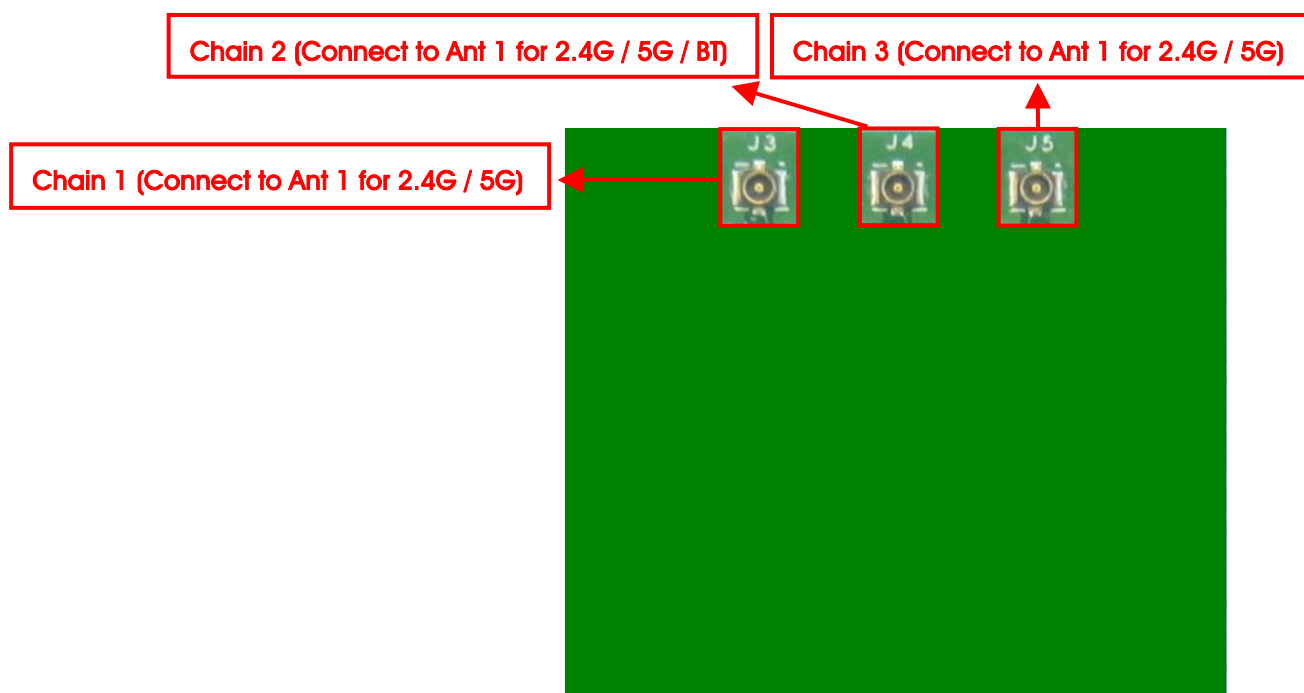 Chain 2 (Connect to Ant 1 for 2.4G / 5G / BT)
Chain 3 (Connect to Ant 1 for 2.4G / 5G)
J3
J4
J5
Chain 1 (Connect to Ant 1 for 2.4G / 5G)